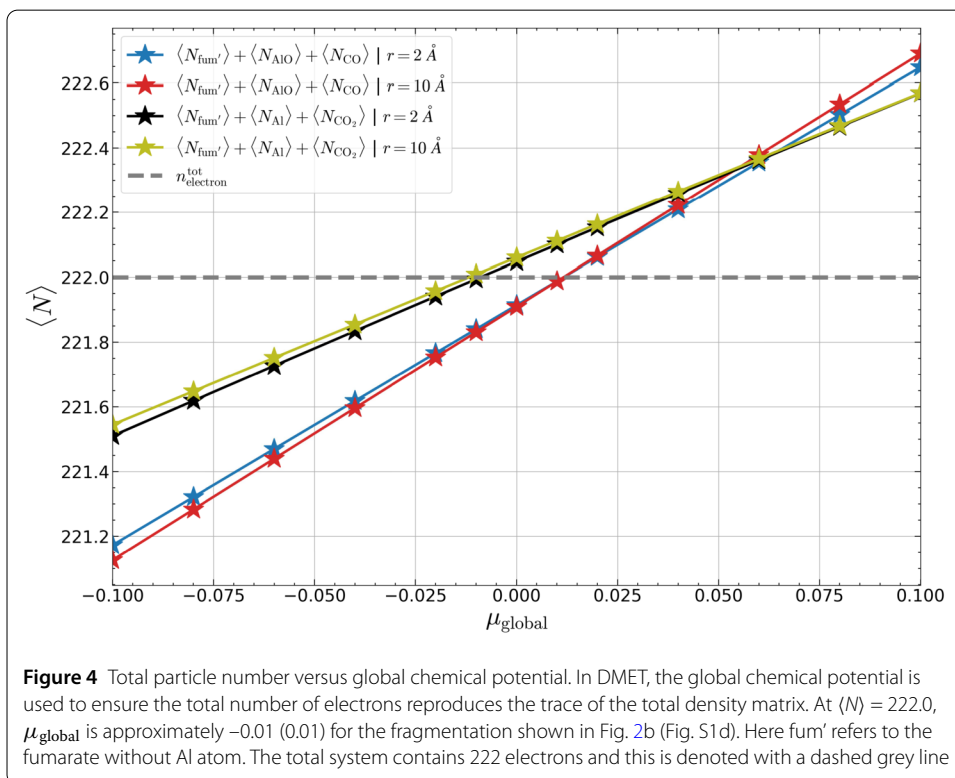 ⟨N_fum′⟩ + ⟨N_AlO⟩ + ⟨N_CO⟩ | r = 2 Å
⟨N_fum′⟩ + ⟨N_AlO⟩ + ⟨N_CO⟩ | r = 10 Å
⟨N_fum′⟩ + ⟨N_Al⟩ + ⟨N_CO₂⟩ | r = 2 Å
⟨N_fum′⟩ + ⟨N_Al⟩ + ⟨N_CO₂⟩ | r = 10 Å
n_electron^tot
222.6
222.4
222.2
222.0
221.8
221.6
221.4
221.2
⟨N⟩
−0.100 −0.075 −0.050 −0.025 0.000 0.025 0.050 0.075 0.100
μ_global
Figure 4 Total particle number versus global chemical potential. In DMET, the global chemical potential is
used to ensure the total number of electrons reproduces the trace of the total density matrix. At ⟨N⟩ = 222.0,
μ_global is approximately –0.01 (0.01) for the fragmentation shown in Fig. 2b (Fig. S1d). Here fum’ refers to the
fumarate without Al atom. The total system contains 222 electrons and this is denoted with a dashed grey line